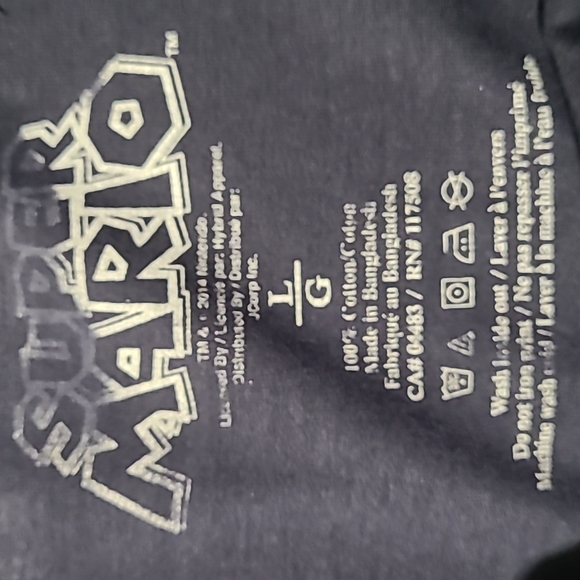 SUPER
MARIO™
TM & © 2014 Nintendo.
Licensed By / Licencié par: Hybrid Apparel.
Distributed By / Distribué par:
JCorp Inc.
L
G
100% Cotton/Coton
Made in Bangladesh
Fabriqué au Bangladesh
CA# 04483 / RN# 117508
Wash inside out / Laver à l'envers
Do not iron print / Ne pas repasser l'imprimé
Machine wash cold / Laver à la machine à l'eau froide